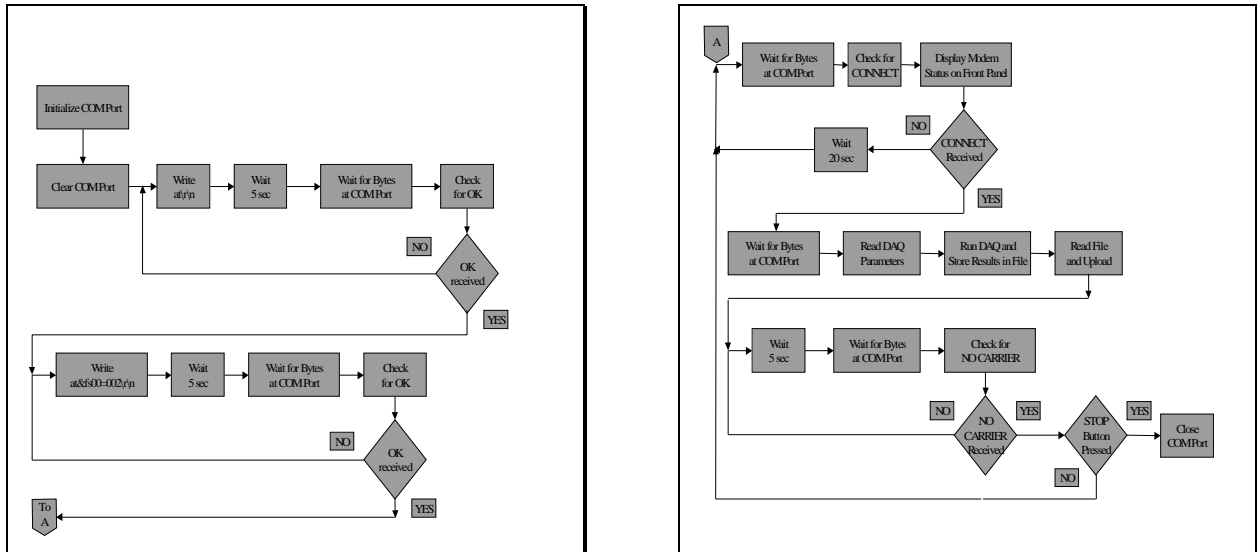 Initialize COM Port
Clear COM Port
Write
at\r\n
Wait
5 sec
Wait for Bytes
at COM Port
Check
for OK
NO
OK
received
YES
Write
at&fs00=002\r\n
Wait
5 sec
Wait for Bytes
at COM Port
Check
for OK
NO
OK
received
YES
To
A
A
Wait for Bytes
at COM Port
Check for
CONNECT
Display Modem
Status on Front Panel
NO
Wait
20 sec
CONNECT
Received
YES
Wait for Bytes
at COM Port
Read DAQ
Parameters
Run DAQ and
Store Results in File
Read File
and Upload
Wait
5 sec
Wait for Bytes
at COM Port
Check for
NO CARRIER
NO
NO
CARRIER
Received
YES
STOP
Button
Pressed
YES
Close
COM Port
NO